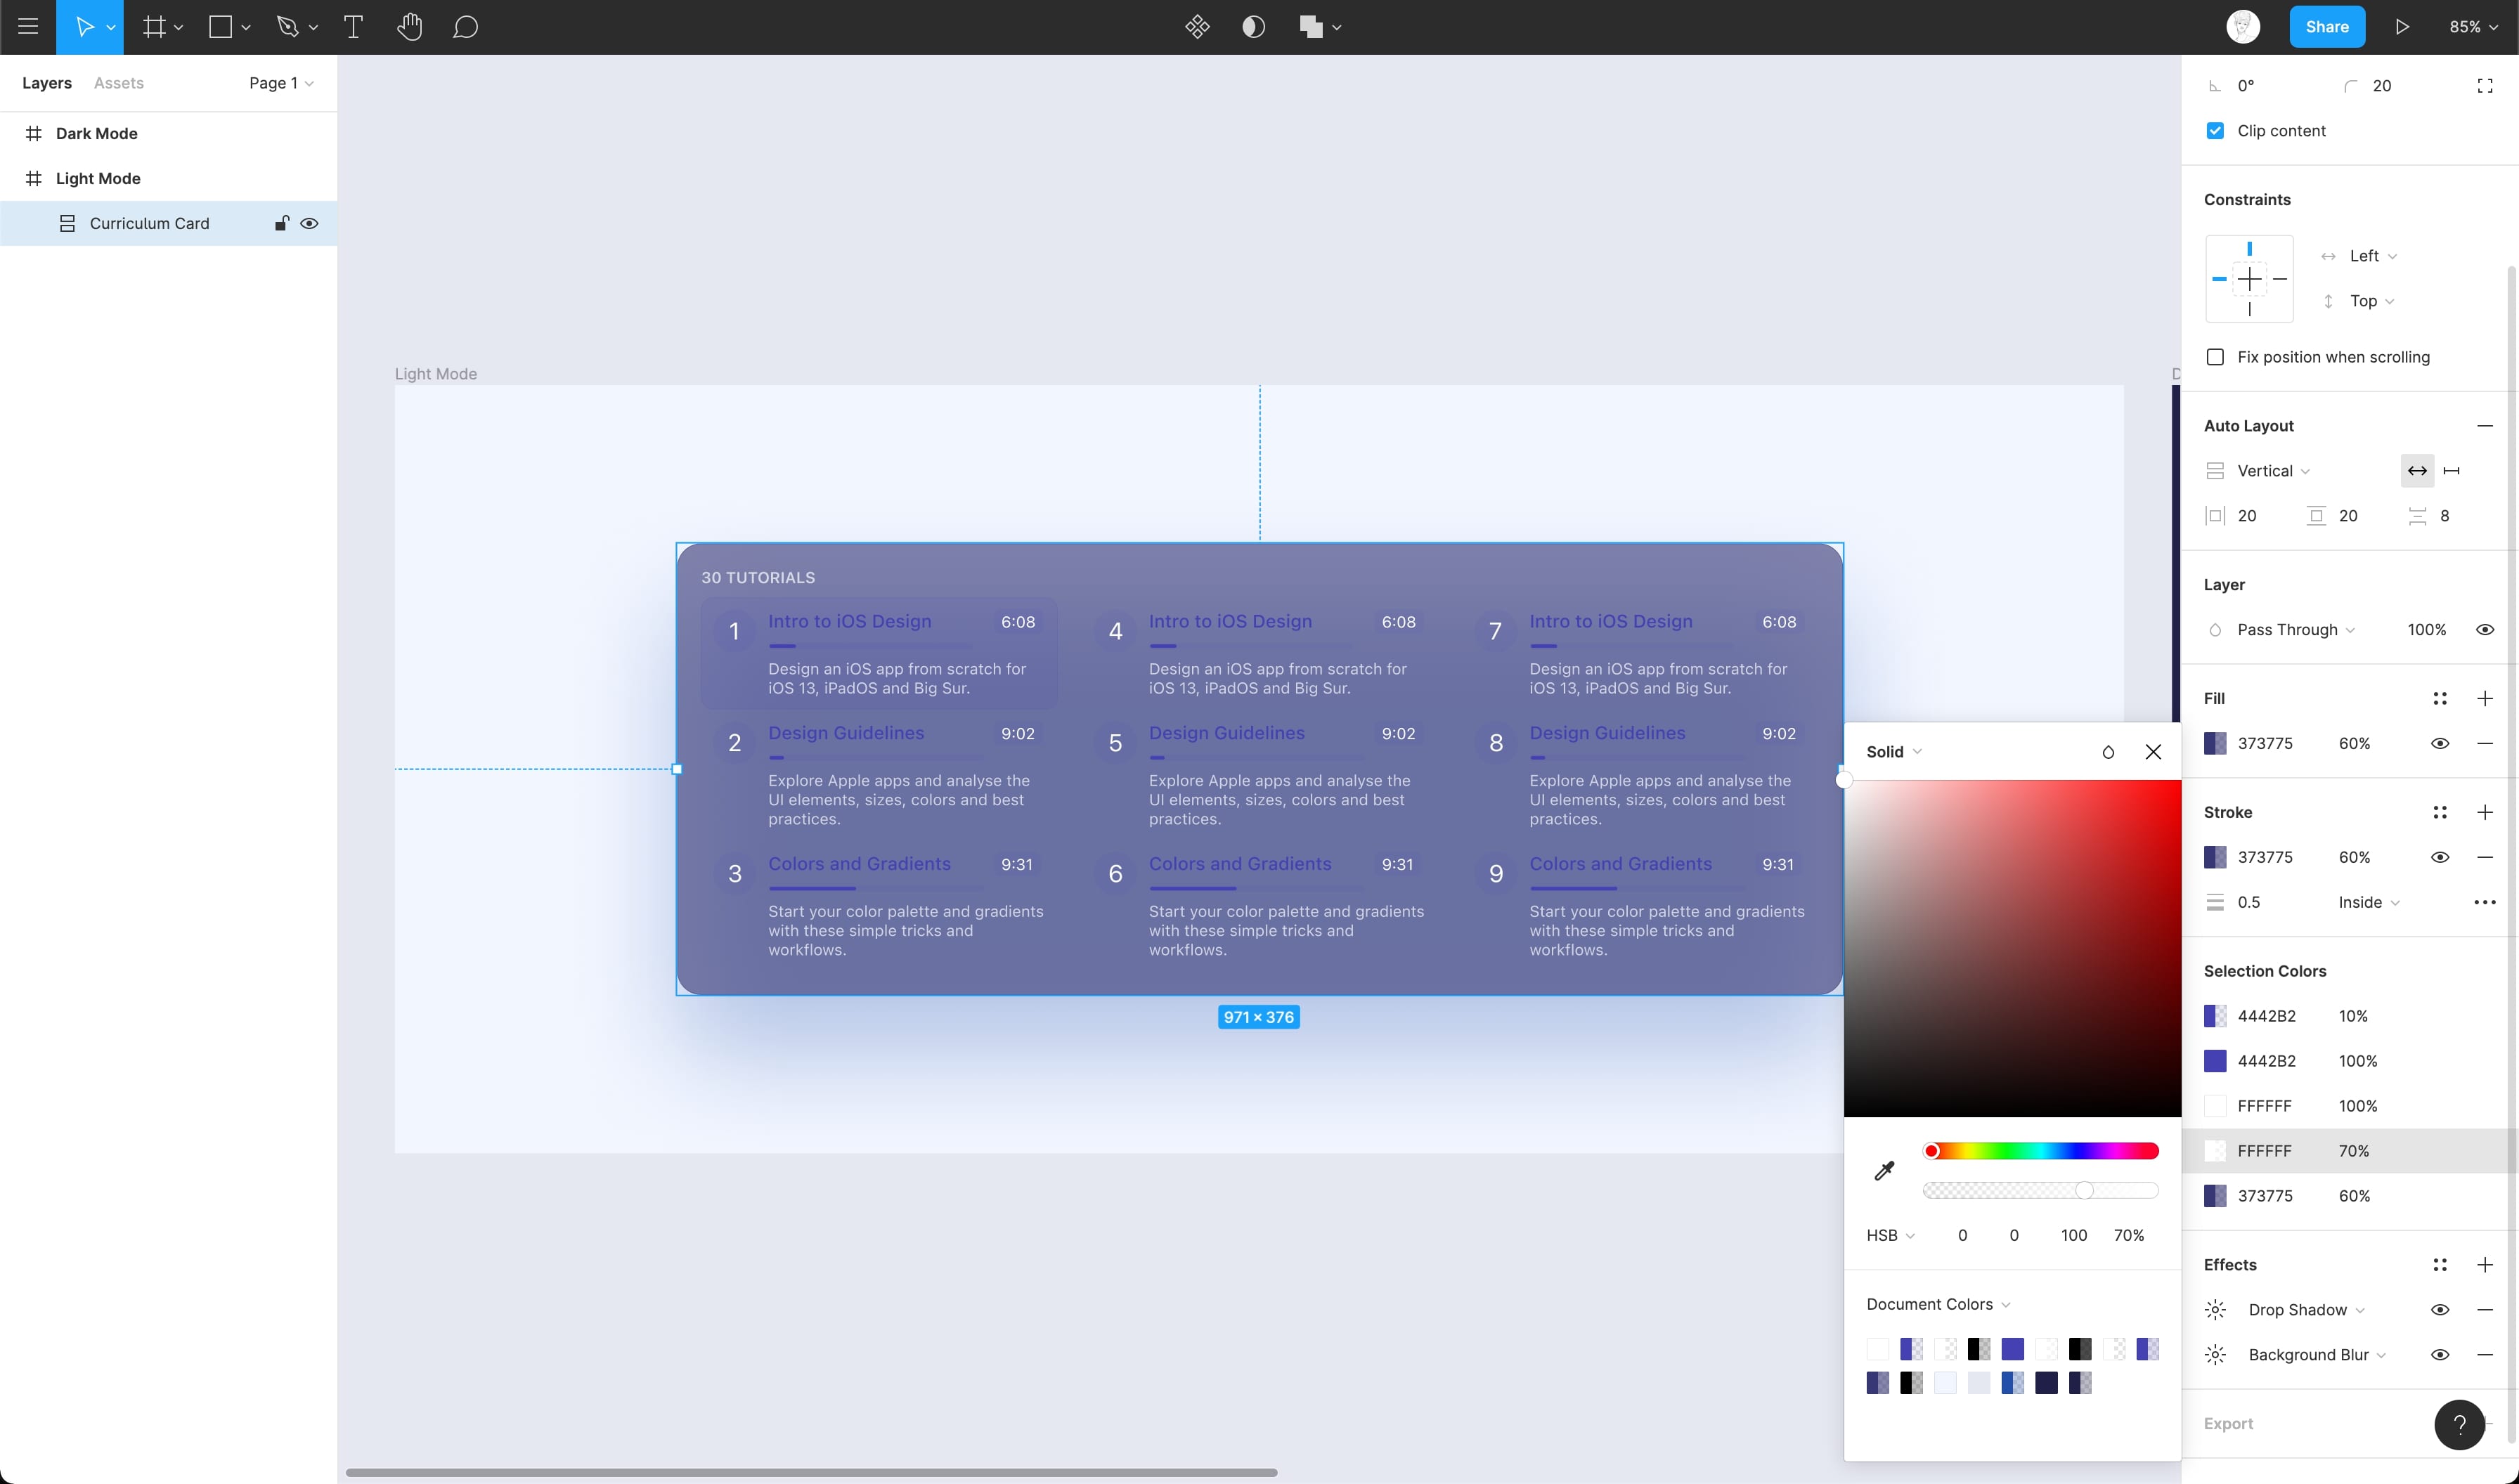 Share
85%
Layers
Assets
Page 1
Dark Mode
Light Mode
Curriculum Card
Light Mode
D
30 TUTORIALS
1
Intro to iOS Design
6:08
Design an iOS app from scratch for
iOS 13, iPadOS and Big Sur.
2
Design Guidelines
9:02
Explore Apple apps and analyse the
UI elements, sizes, colors and best
practices.
3
Colors and Gradients
9:31
Start your color palette and gradients
with these simple tricks and
workflows.
4
Intro to iOS Design
6:08
Design an iOS app from scratch for
iOS 13, iPadOS and Big Sur.
5
Design Guidelines
9:02
Explore Apple apps and analyse the
UI elements, sizes, colors and best
practices.
6
Colors and Gradients
9:31
Start your color palette and gradients
with these simple tricks and
workflows.
7
Intro to iOS Design
6:08
Design an iOS app from scratch for
iOS 13, iPadOS and Big Sur.
8
Design Guidelines
9:02
Explore Apple apps and analyse the
UI elements, sizes, colors and best
practices.
9
Colors and Gradients
9:31
Start your color palette and gradients
with these simple tricks and
workflows.
971 × 376
Solid
HSB 0 0 100 70%
Document Colors
0° 20
Clip content
Constraints
Left
Top
Fix position when scrolling
Auto Layout
Vertical
20 20 8
Layer
Pass Through 100%
Fill
373775 60%
Stroke
373775 60%
0.5 Inside
Selection Colors
4442B2 10%
4442B2 100%
FFFFFF 100%
FFFFFF 70%
373775 60%
Effects
Drop Shadow
Background Blur
Export
?